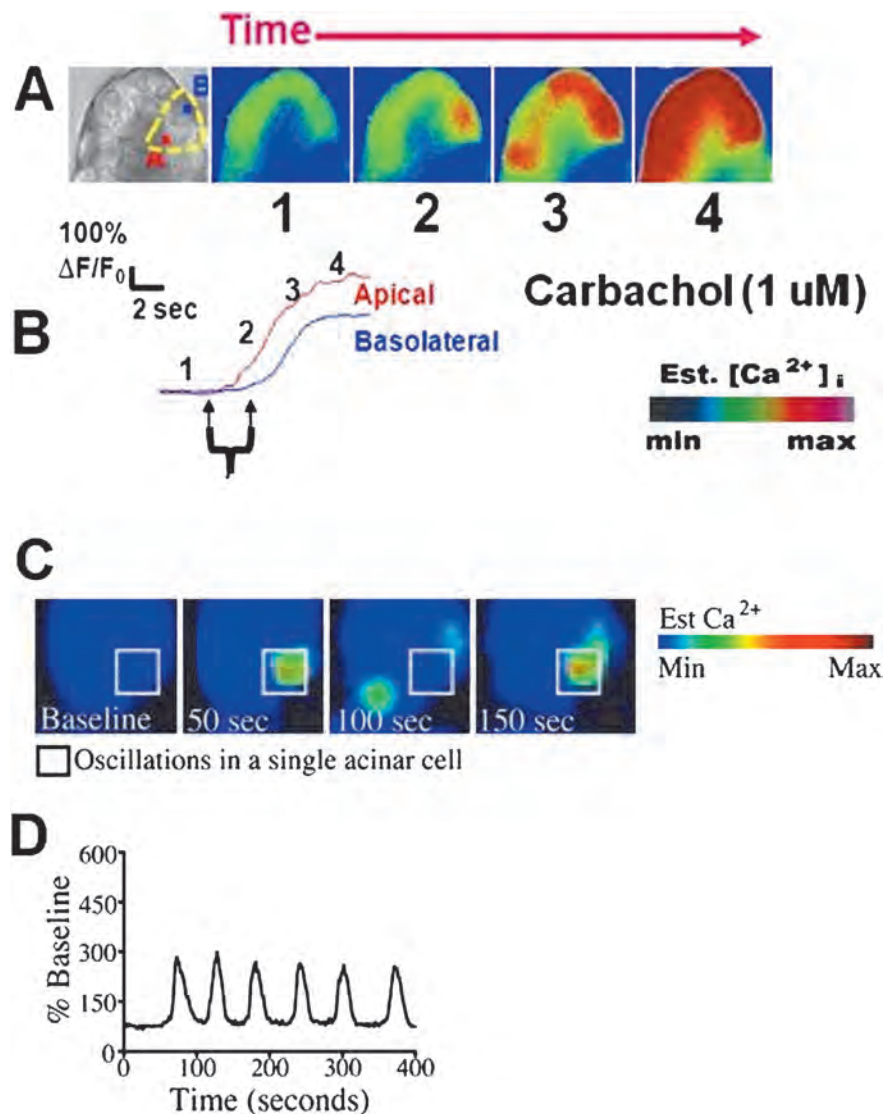 Time
A
B
1 2 3 4
100%
ΔF/F₀
2 sec
B
1
2
3
4
Apical
Basolateral
Carbachol (1 uM)
Est. [Ca²⁺]ᵢ
min max
C
Baseline
50 sec
100 sec
150 sec
Est Ca²⁺
Min Max
Oscillations in a single acinar cell
D
600
450
300
150
0
% Baseline
0 100 200 300 400
Time (seconds)